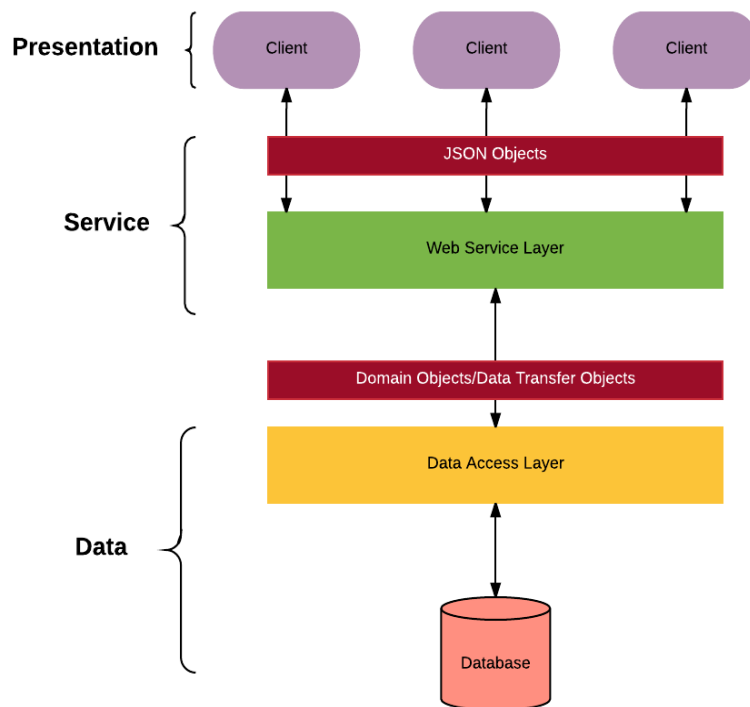 Presentation
Client
Client
Client
JSON Objects
Service
Web Service Layer
Domain Objects/Data Transfer Objects
Data Access Layer
Data
Database